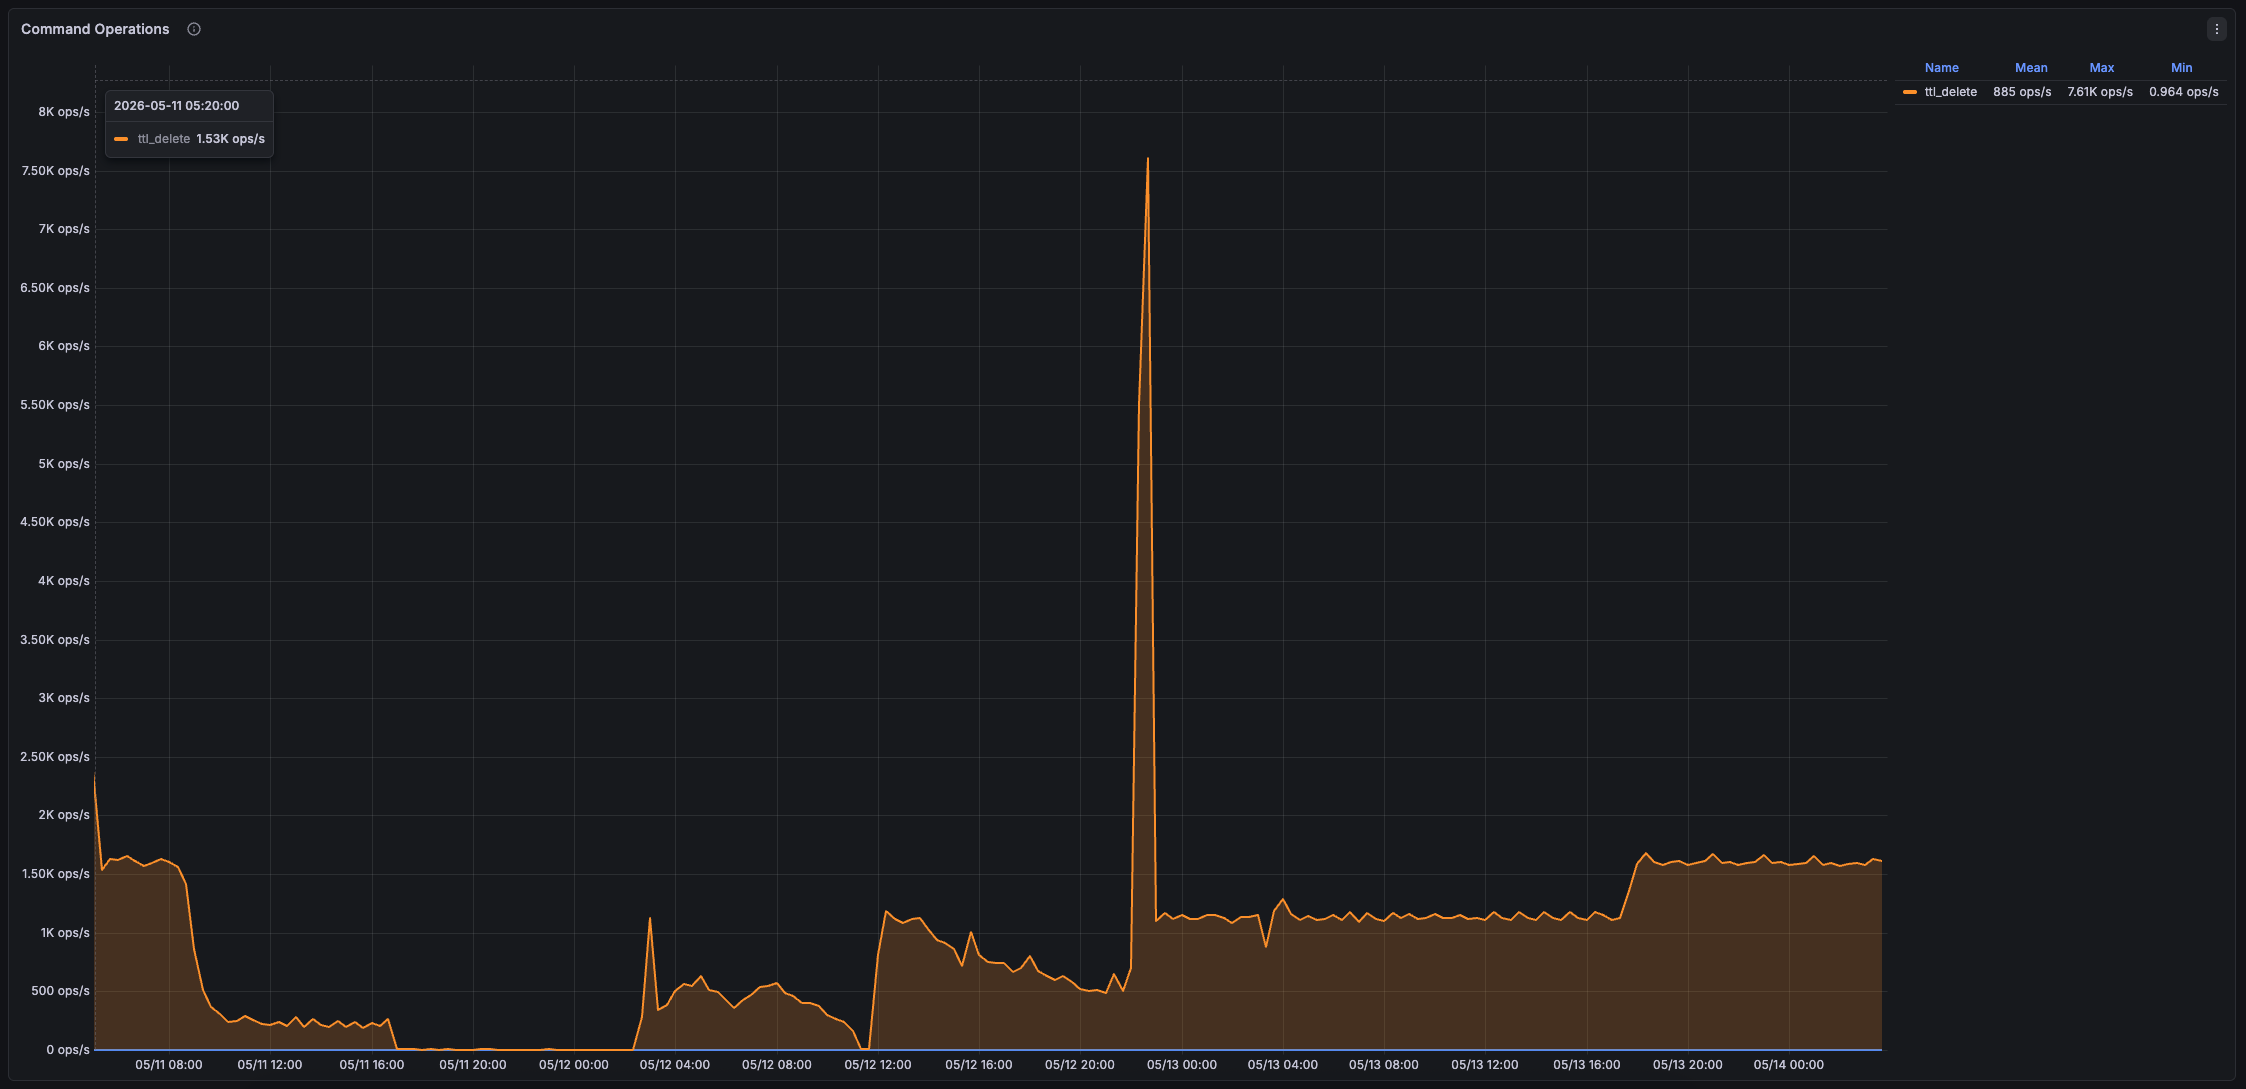 Command Operations
Name Mean Max Min
ttl_delete 885 ops/s 7.61K ops/s 0.964 ops/s
2026-05-11 05:20:00
ttl_delete 1.53K ops/s
8K ops/s
7.50K ops/s
7K ops/s
6.50K ops/s
6K ops/s
5.50K ops/s
5K ops/s
4.50K ops/s
4K ops/s
3.50K ops/s
3K ops/s
2.50K ops/s
2K ops/s
1.50K ops/s
1K ops/s
500 ops/s
0 ops/s
05/11 08:00 05/11 12:00 05/11 16:00 05/11 20:00 05/12 00:00 05/12 04:00 05/12 08:00 05/12 12:00 05/12 16:00 05/12 20:00 05/13 00:00 05/13 04:00 05/13 08:00 05/13 12:00 05/13 16:00 05/13 20:00 05/14 00:00